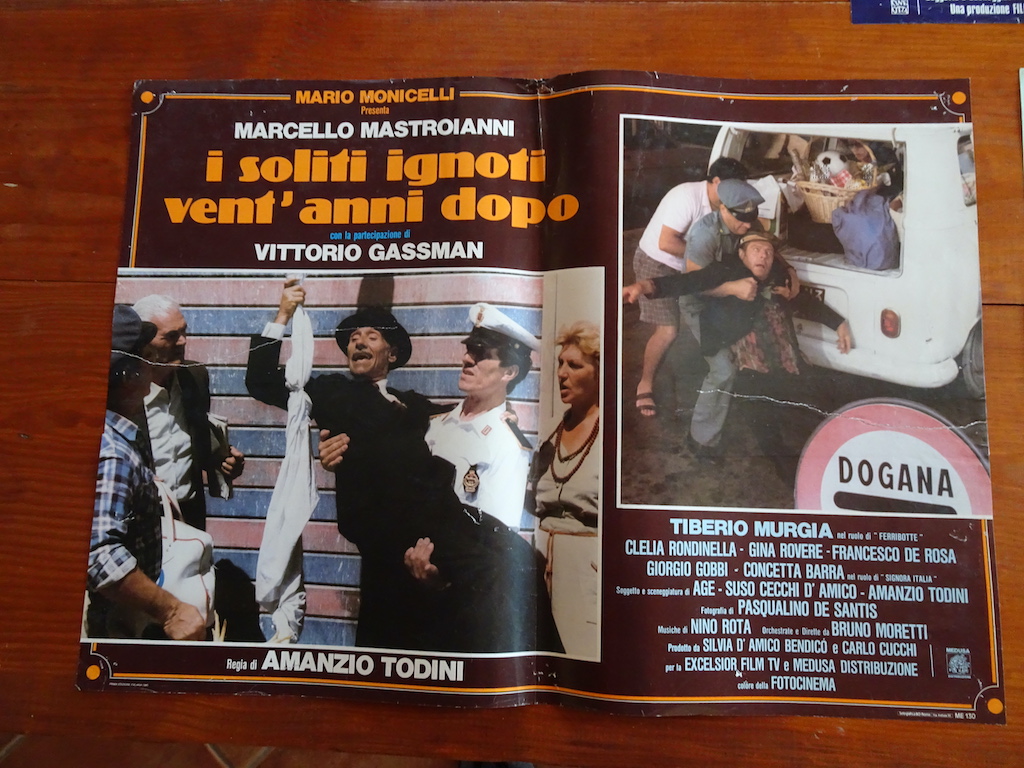 Una produzione FIL
MARIO MONICELLI
Presenta
MARCELLO MASTROIANNI
i soliti ignoti
vent'anni dopo
con la partecipazione di
VITTORIO GASSMAN
DOGANA
Regia di AMANZIO TODINI
TIBERIO MURGIA nel ruolo di "FERRIBOTTE"
CLELIA RONDINELLA - GINA ROVERE - FRANCESCO DE ROSA
GIORGIO GOBBI - CONCETTA BARRA nel ruolo di "SIGNORA ITALIA"
Soggetto e sceneggiatura di AGE - SUSO CECCHI D'AMICO - AMANZIO TODINI
Fotografia di PASQUALINO DE SANTIS
Musiche di NINO ROTA Orchestrate e Dirette da BRUNO MORETTI
Prodotto da SILVIA D'AMICO BENDICÒ e CARLO CUCCHI
per la EXCELSIOR FILM TV e MEDUSA DISTRIBUZIONE
colore della FOTOCINEMA
MEDUSA
ME 130